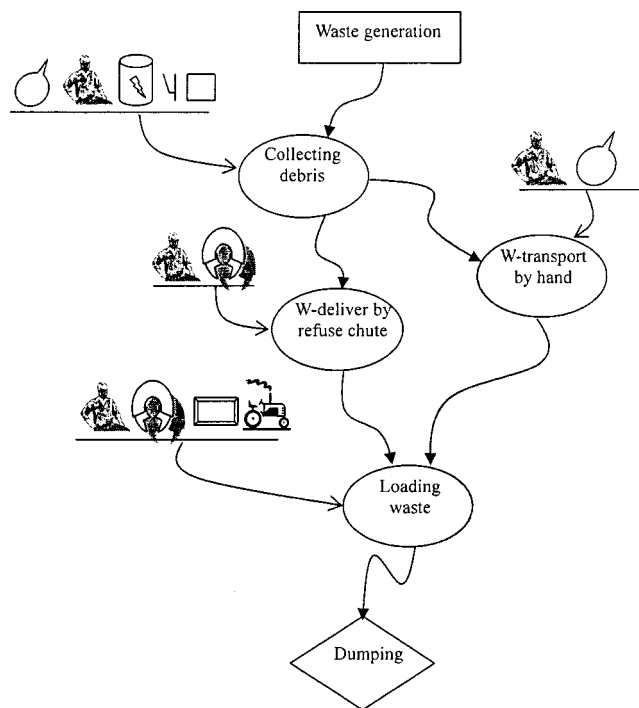 Waste generation
Collecting
debris
W-transport
by hand
W-deliver by
refuse chute
Loading
waste
Dumping